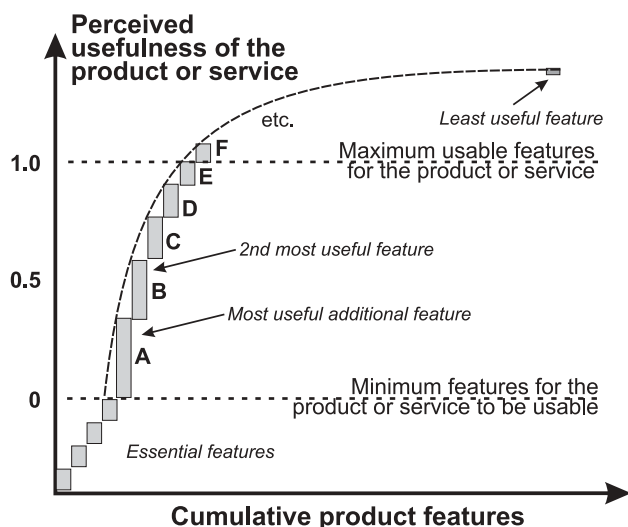 Perceived
usefulness of the
product or service
etc.
Least useful feature
F
1.0
Maximum usable features
for the product or service
E
D
C
2nd most useful feature
0.5
B
Most useful additional feature
A
0
Minimum features for the
product or service to be usable
Essential features
Cumulative product features